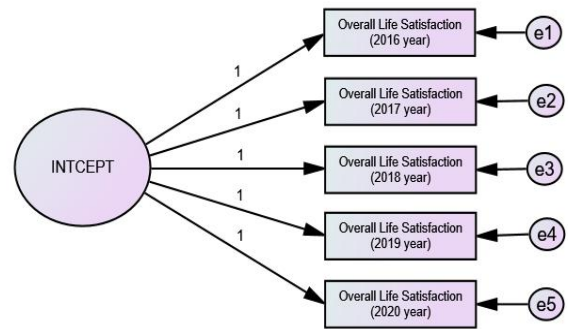 Overall Life Satisfaction
(2016 year)
e1
1
Overall Life Satisfaction
(2017 year)
e2
1
INTCEPT
1
Overall Life Satisfaction
(2018 year)
e3
1
Overall Life Satisfaction
(2019 year)
e4
1
Overall Life Satisfaction
(2020 year)
e5